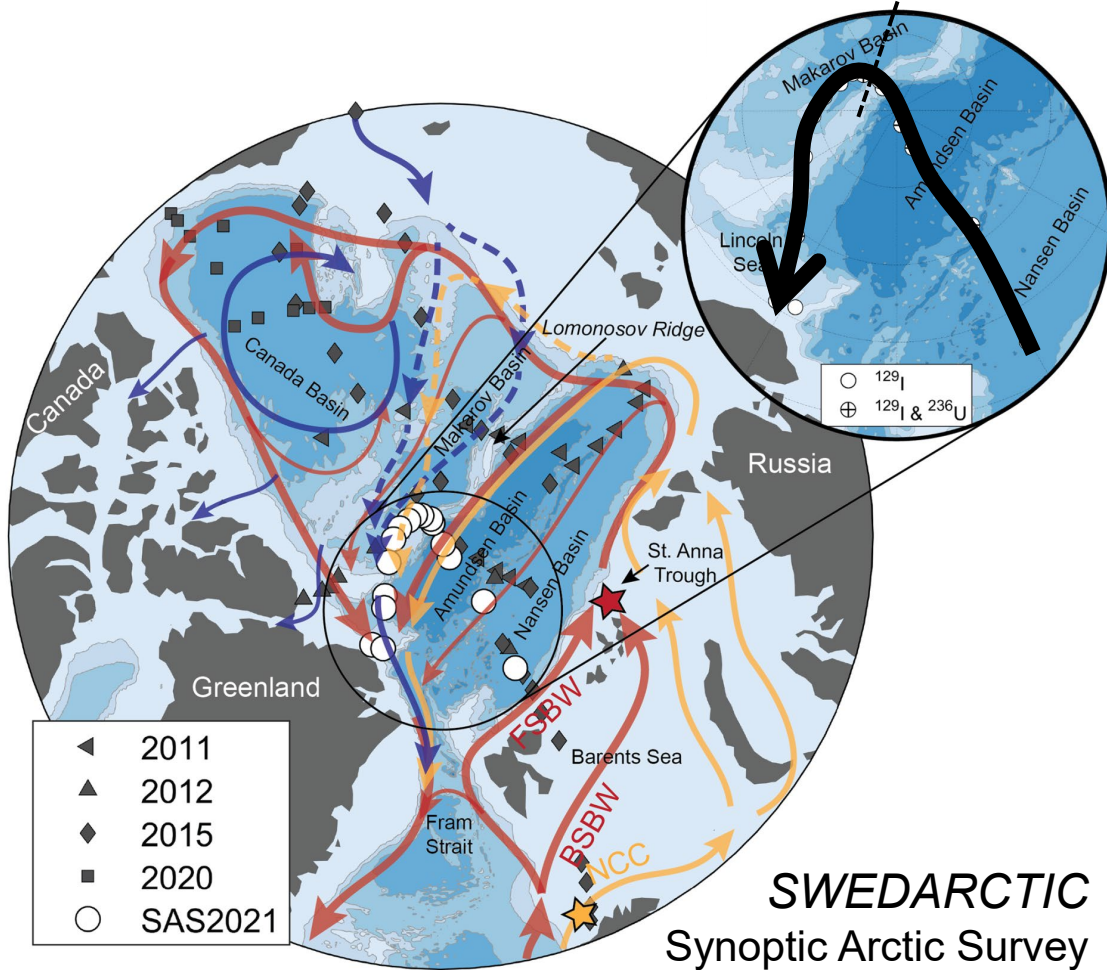 Makarov Basin
Amundsen Basin
Nansen Basin
Lincoln
Sea
¹²⁹I
¹²⁹I & ²³⁶U
Canada
Canada Basin
Makarov Basin
Lomonosov Ridge
Russia
St. Anna
Trough
Amundsen Basin
Nansen Basin
Greenland
FSBW
Barents Sea
BSBW
NCC
Fram
Strait
2011
2012
2015
2020
SAS2021
SWEDARCTIC
Synoptic Arctic Survey